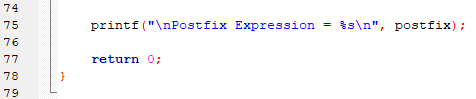 74
75 printf("\nPostfix Expression = %s\n", postfix);
76
77 return 0;
78 }
79